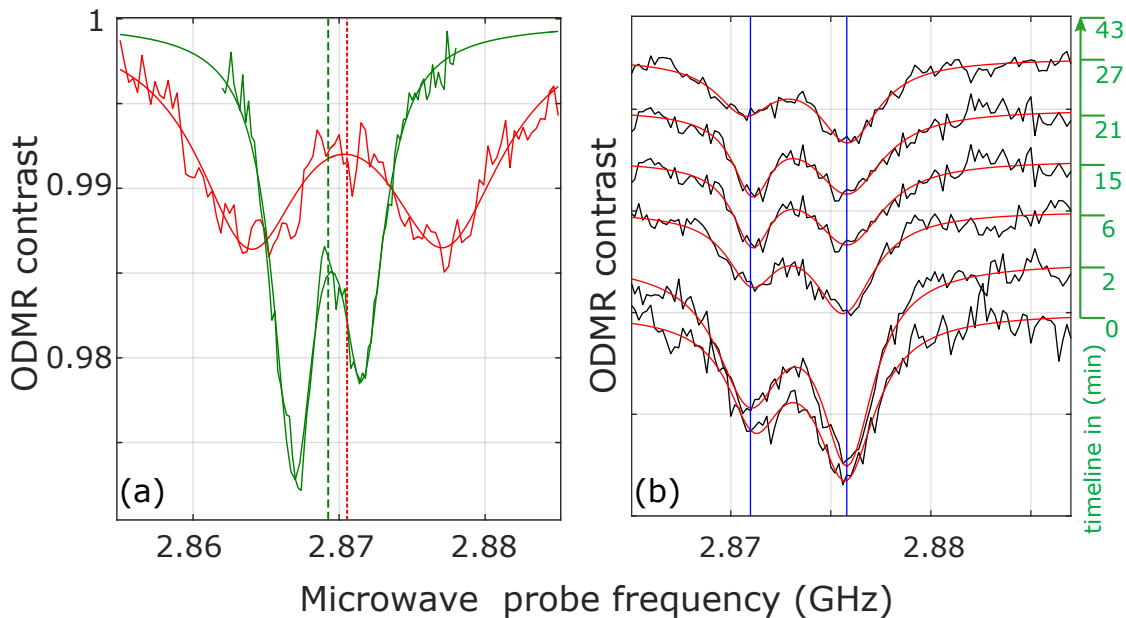 1
0.99
0.98
ODMR contrast
(a)
2.86
2.87
2.88
ODMR contrast
(b)
2.87
2.88
43
27
21
15
6
2
0
timeline in (min)
Microwave probe frequency (GHz)